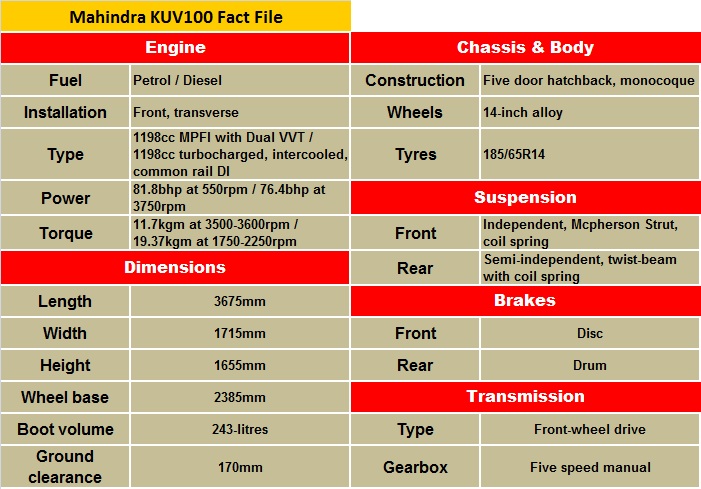 Mahindra KUV100 Fact File
Engine
Fuel
Petrol / Diesel
Installation
Front, transverse
Type
1198cc MPFI with Dual VVT /
1198cc turbocharged, intercooled,
common rail DI
Power
81.8bhp at 550rpm / 76.4bhp at
3750rpm
Torque
11.7kgm at 3500-3600rpm /
19.37kgm at 1750-2250rpm
Dimensions
Length
3675mm
Width
1715mm
Height
1655mm
Wheel base
2385mm
Boot volume
243-litres
Ground
clearance
170mm
Chassis & Body
Construction
Five door hatchback, monocoque
Wheels
14-inch alloy
Tyres
185/65R14
Suspension
Front
Independent, Mcpherson Strut,
coil spring
Rear
Semi-independent, twist-beam
with coil spring
Brakes
Front
Disc
Rear
Drum
Transmission
Type
Front-wheel drive
Gearbox
Five speed manual